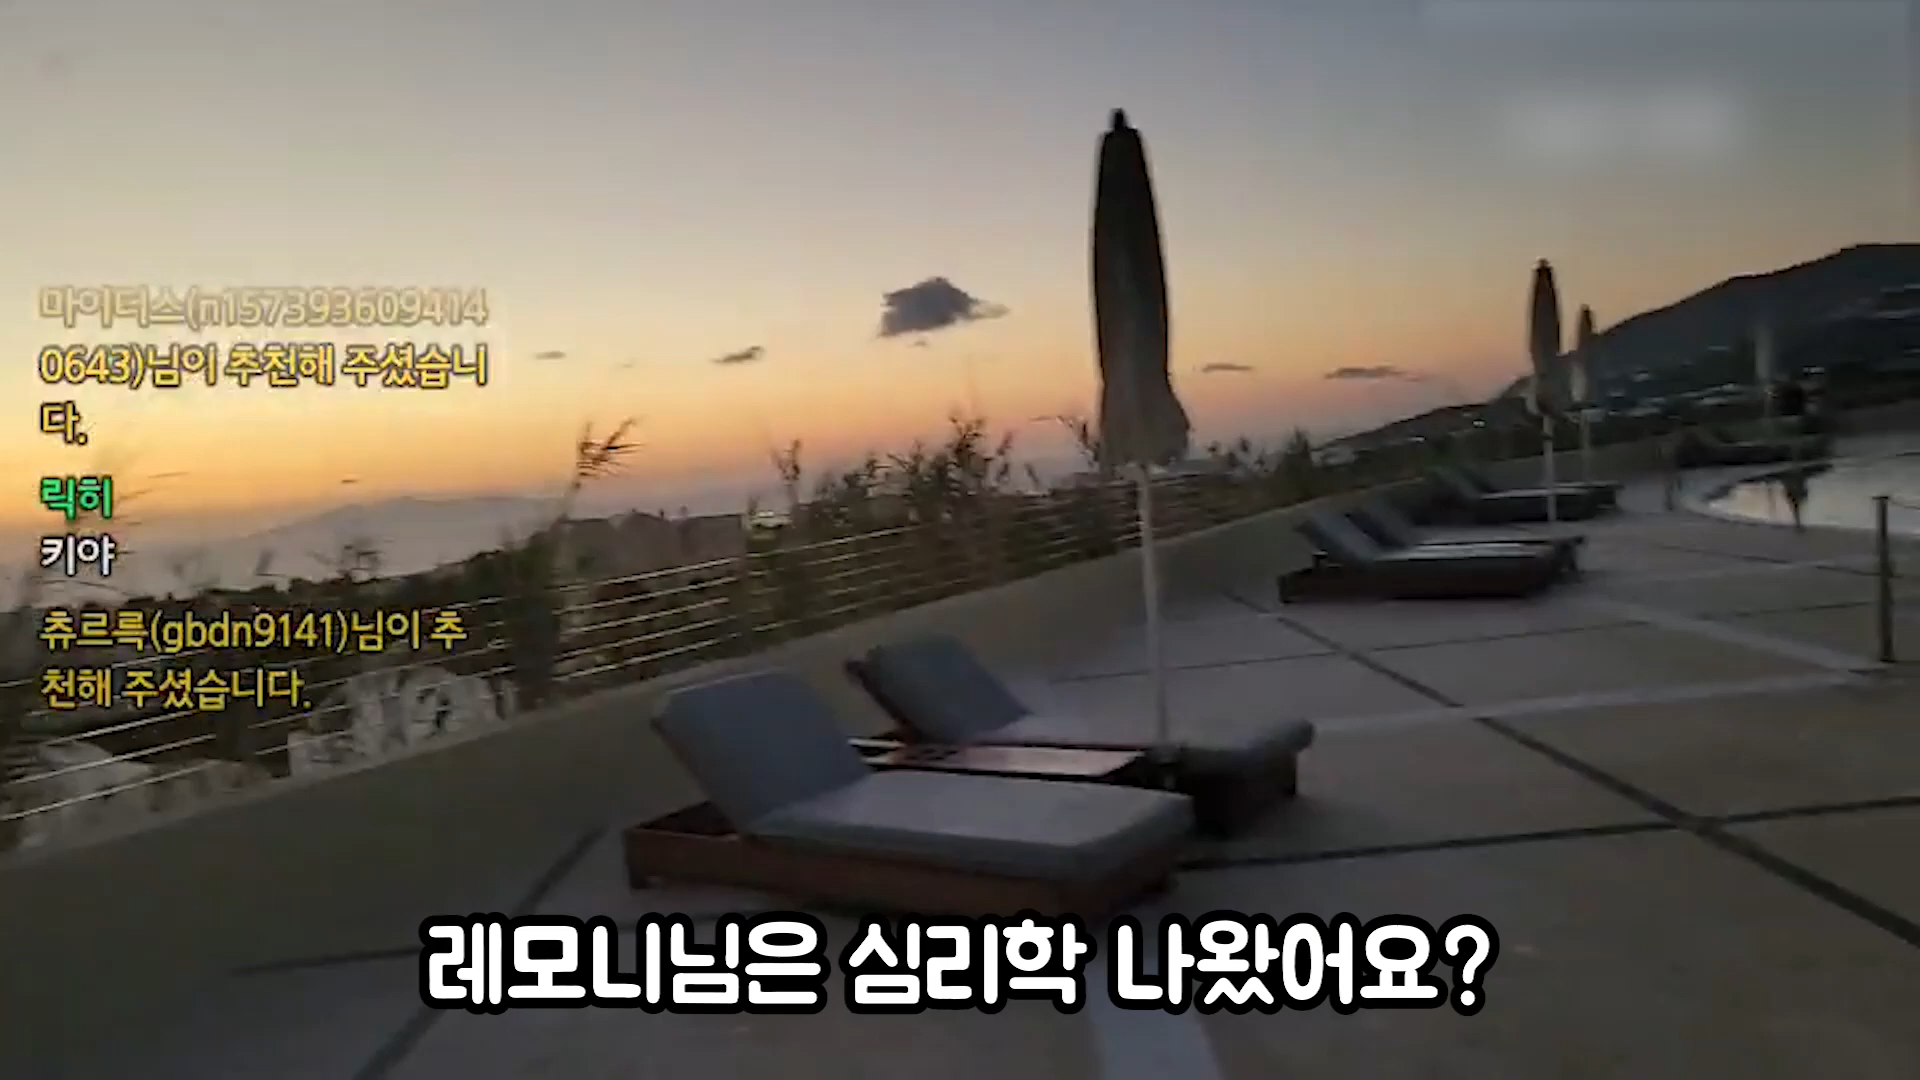 마이더스(n157393609414
0643)님이 추천해 주셨습니
다.
릭히
키야
츄르륵(gbdn9141)님이 추
천해 주셨습니다.
레모니님은 심리학 나왔어요?